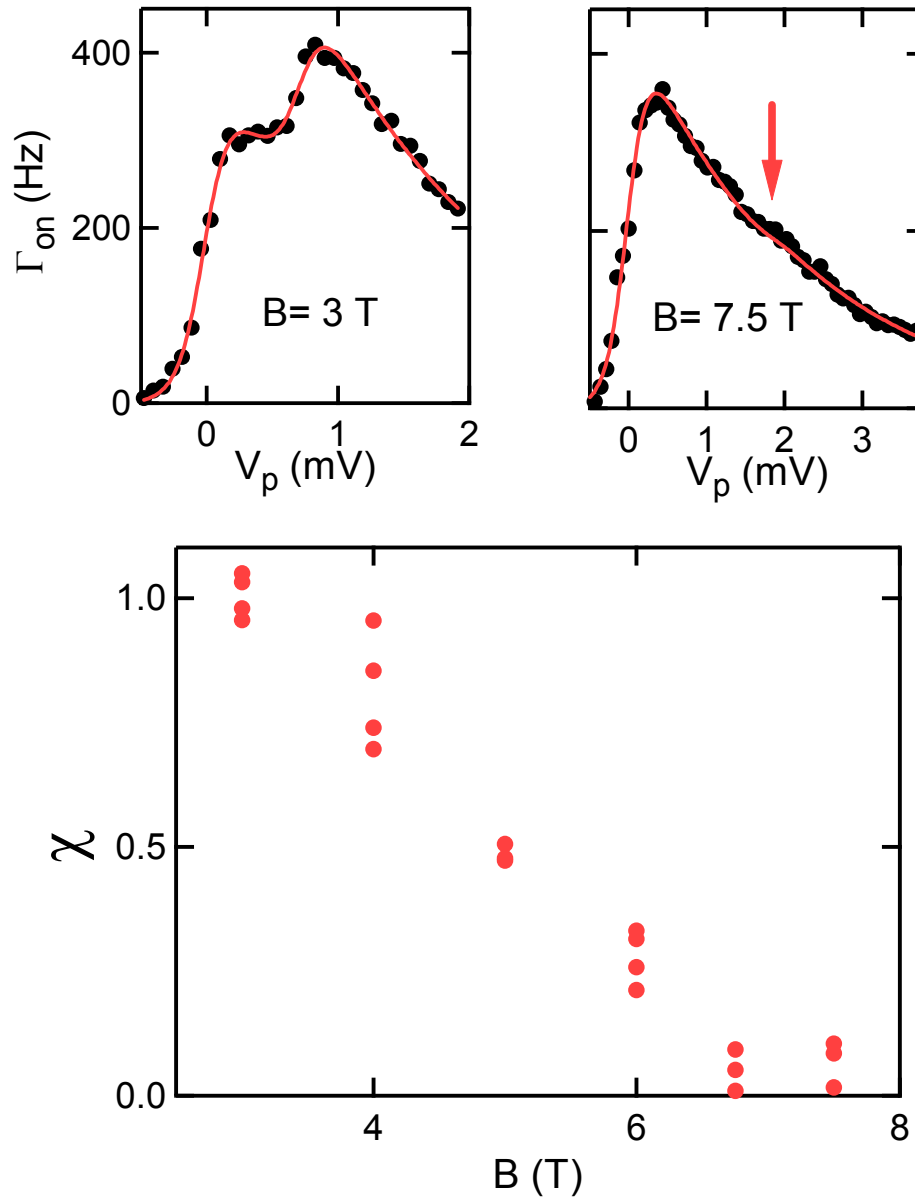 400
200
0
Γon (Hz)
B= 3 T
B= 7.5 T
0 1 2
0 1 2 3
Vp (mV)
Vp (mV)
1.0
0.5
0.0
χ
4 6 8
B (T)